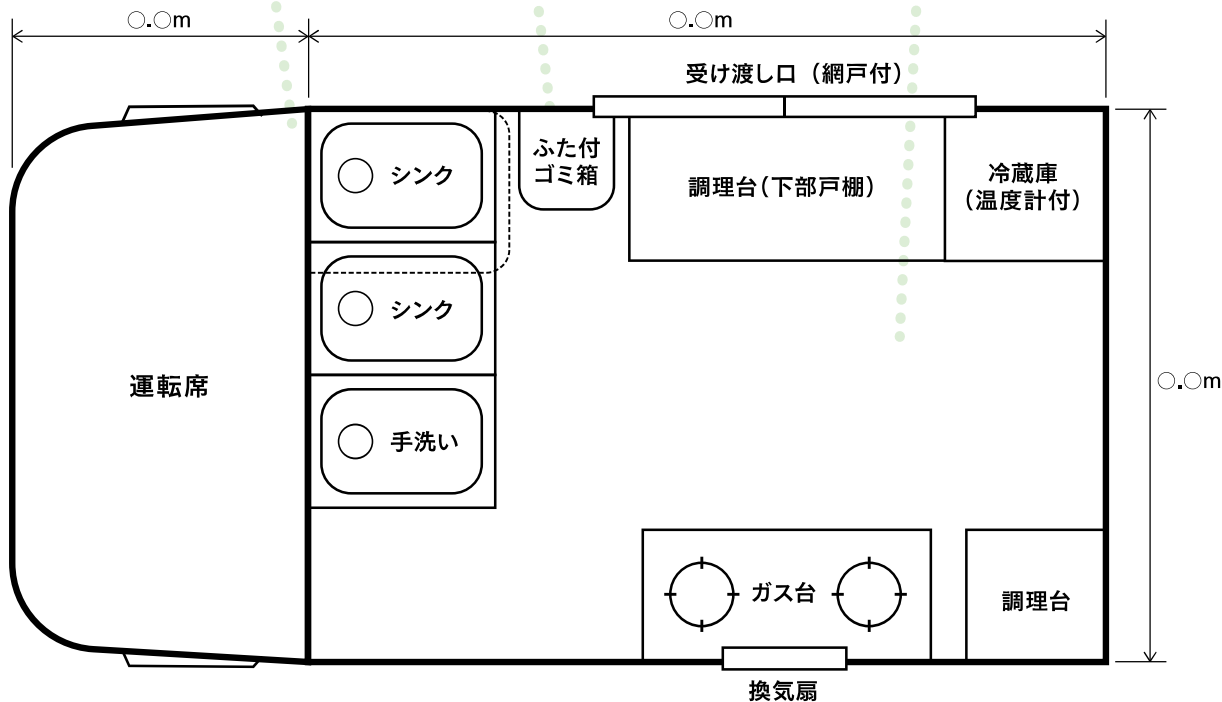 ○.○m
○.○m
受け渡し口（網戸付）
シンク
ふた付
ゴミ箱
調理台（下部戸棚）
冷蔵庫
（温度計付）
シンク
運転席
○.○m
手洗い
ガス台
調理台
換気扇